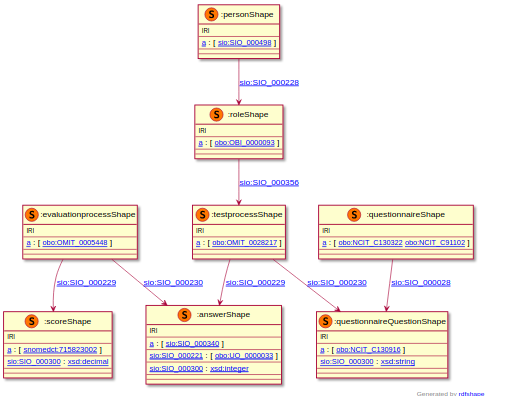 S :personShape
IRI
a : [ sio:SIO_000498 ]
sio:SIO_000228
S :roleShape
IRI
a : [ obo:OBI_0000093 ]
sio:SIO_000356
S :evaluationprocessShape
IRI
a : [ obo:OMIT_0005448 ]
S :testprocessShape
IRI
a : [ obo:OMIT_0028217 ]
S :questionnaireShape
IRI
a : [ obo:NCIT_C130322 obo:NCIT_C91102 ]
sio:SIO_000229
sio:SIO_000230
sio:SIO_000229
sio:SIO_000230
sio:SIO_000028
S :scoreShape
IRI
a : [ snomedct:715823002 ]
sio:SIO_000300 : xsd:decimal
S :answerShape
IRI
a : [ sio:SIO_000340 ]
sio:SIO_000221 : [ obo:UO_0000033 ]
sio:SIO_000300 : xsd:integer
S :questionnaireQuestionShape
IRI
a : [ obo:NCIT_C130916 ]
sio:SIO_000300 : xsd:string
Generated by rdfshape